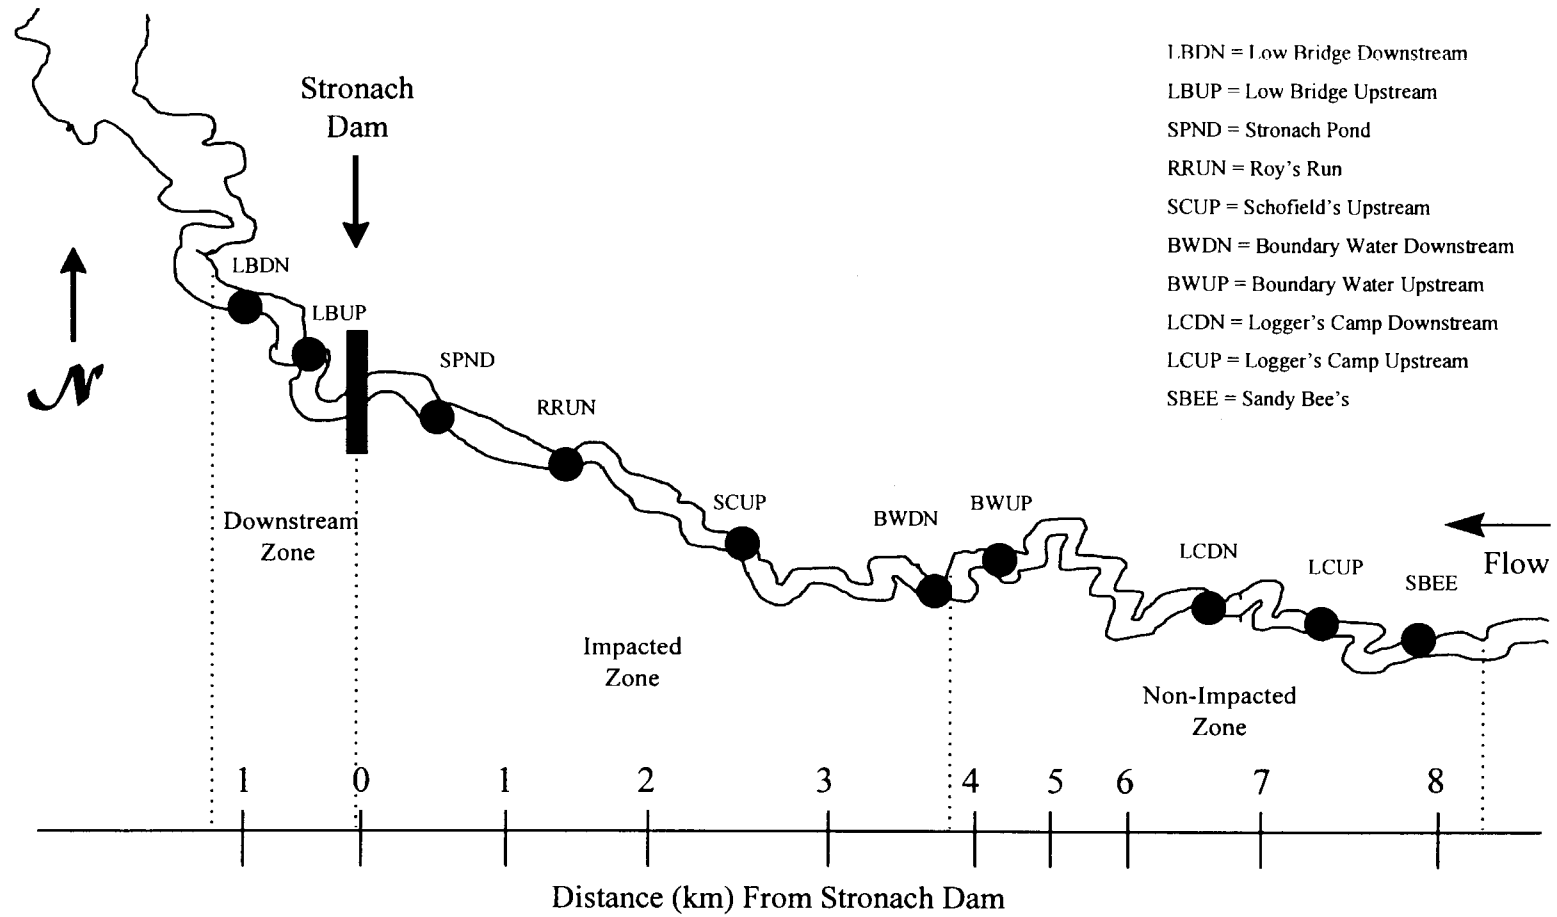 Stronach
Dam
LBDN = Low Bridge Downstream
LBUP = Low Bridge Upstream
SPND = Stronach Pond
RRUN = Roy's Run
SCUP = Schofield's Upstream
BWDN = Boundary Water Downstream
BWUP = Boundary Water Upstream
LCDN = Logger's Camp Downstream
LCUP = Logger's Camp Upstream
SBEE = Sandy Bee's
N
LBDN
LBUP
SPND
RRUN
SCUP
BWDN
BWUP
LCDN
LCUP
SBEE
Flow
Downstream
Zone
Impacted
Zone
Non-Impacted
Zone
1 0 1 2 3 4 5 6 7 8
Distance (km) From Stronach Dam